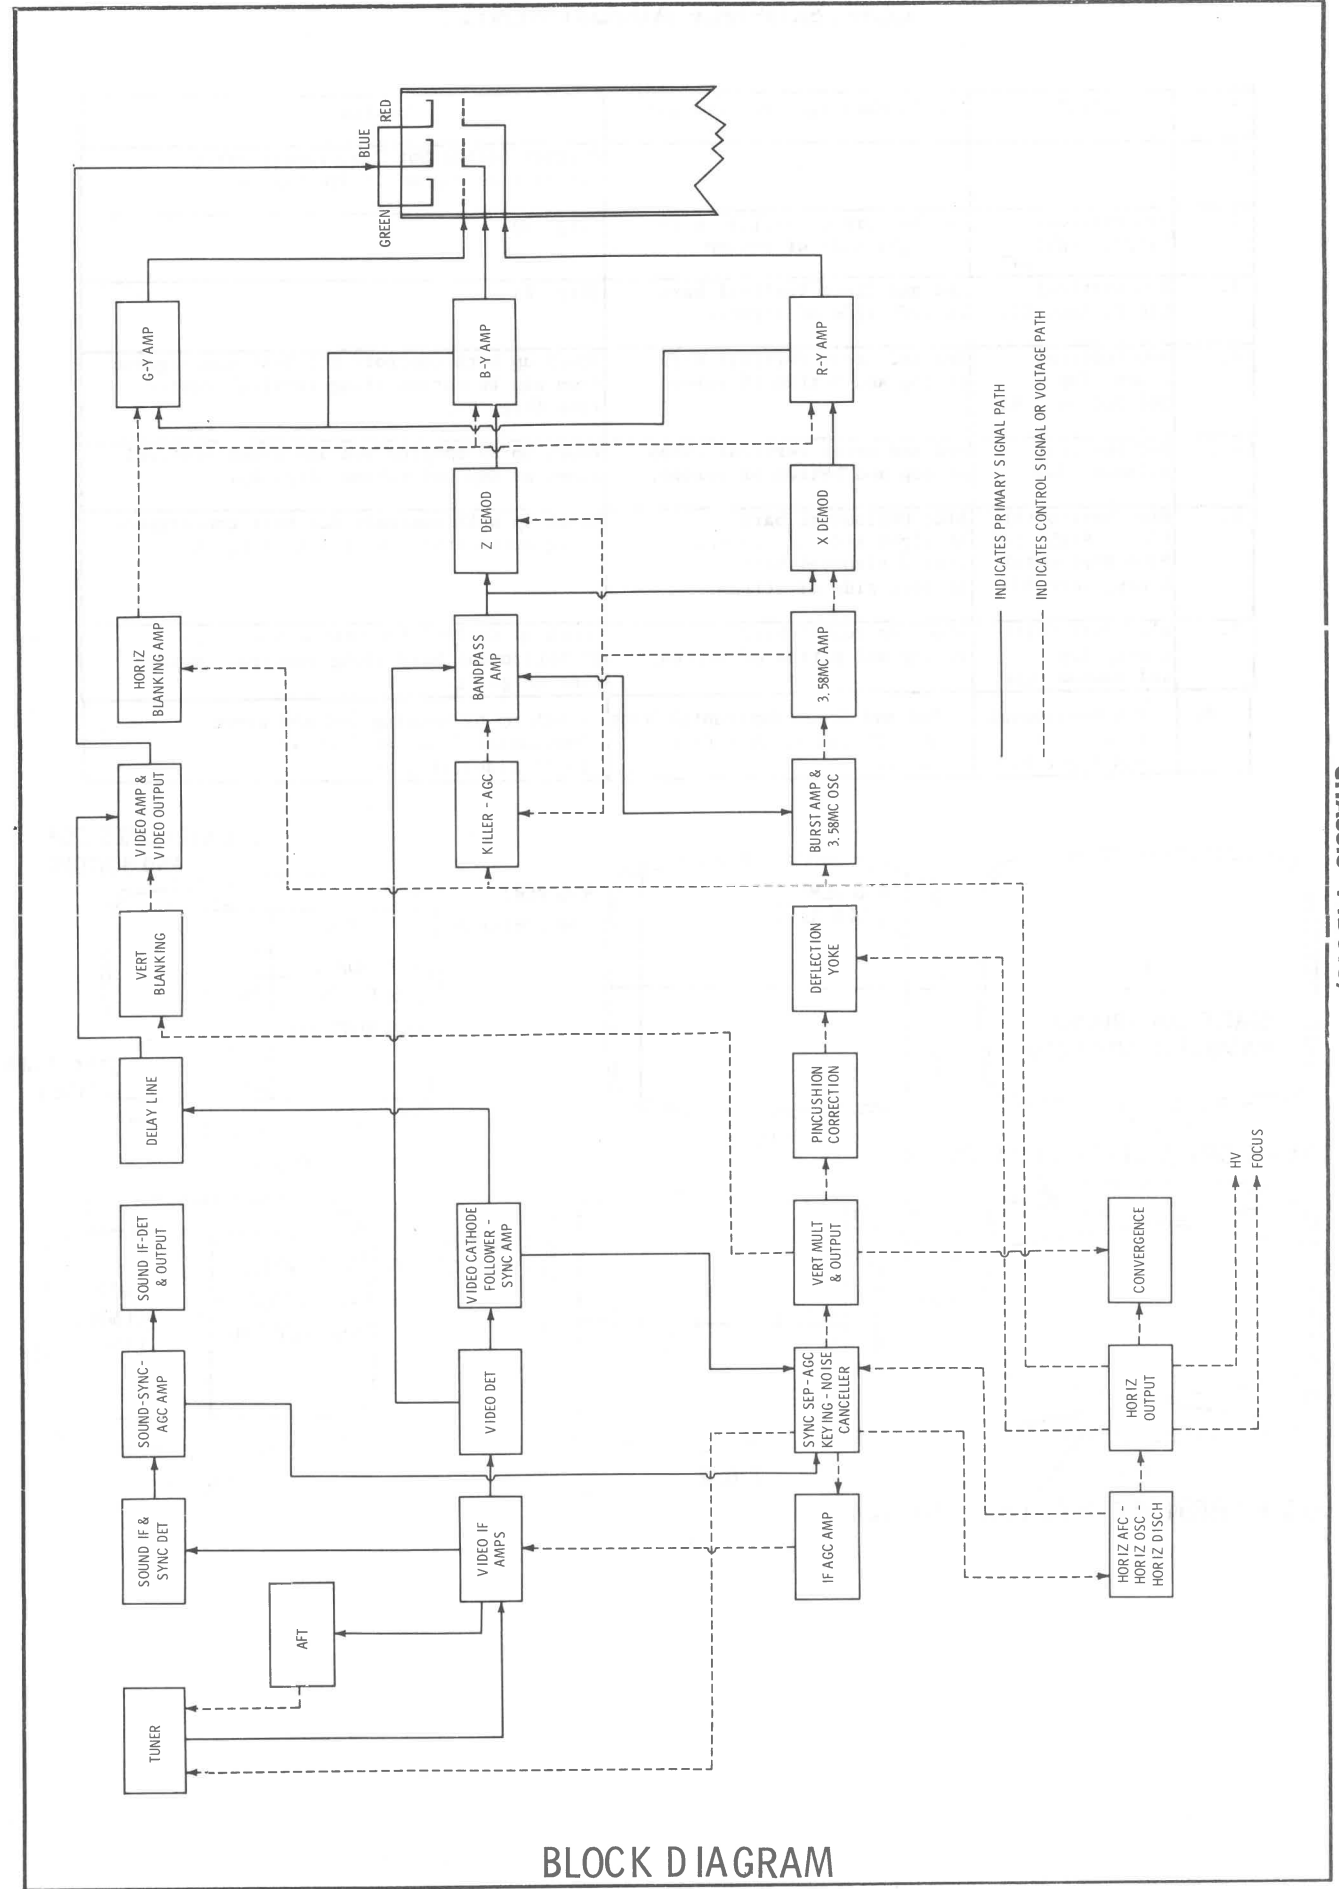 TUNER
AFT
SOUND IF &
SYNC DET
SOUND-SYNC-
AGC AMP
SOUND IF-DET
& OUTPUT
DELAY LINE
VERT
BLANKING
VIDEO AMP &
VIDEO OUTPUT
HORIZ
BLANKING AMP
G-Y AMP
VIDEO IF
AMPS
VIDEO DET
VIDEO CATHODE
FOLLOWER -
SYNC AMP
KILLER - AGC
BANDPASS
AMP
Z DEMOD
B-Y AMP
GREEN
BLUE
RED
IF AGC AMP
SYNC SEP-AGC
KEYING - NOISE
CANCELLER
VERT MULT
& OUTPUT
PINCUSHION
CORRECTION
DEFLECTION
YOKE
BURST AMP &
3.58MC OSC
3.58MC AMP
X DEMOD
R-Y AMP
HORIZ AFC -
HORIZ OSC -
HORIZ DISCH
HORIZ
OUTPUT
CONVERGENCE
HV
FOCUS
INDICATES PRIMARY SIGNAL PATH
INDICATES CONTROL SIGNAL OR VOLTAGE PATH
BLOCK DIAGRAM